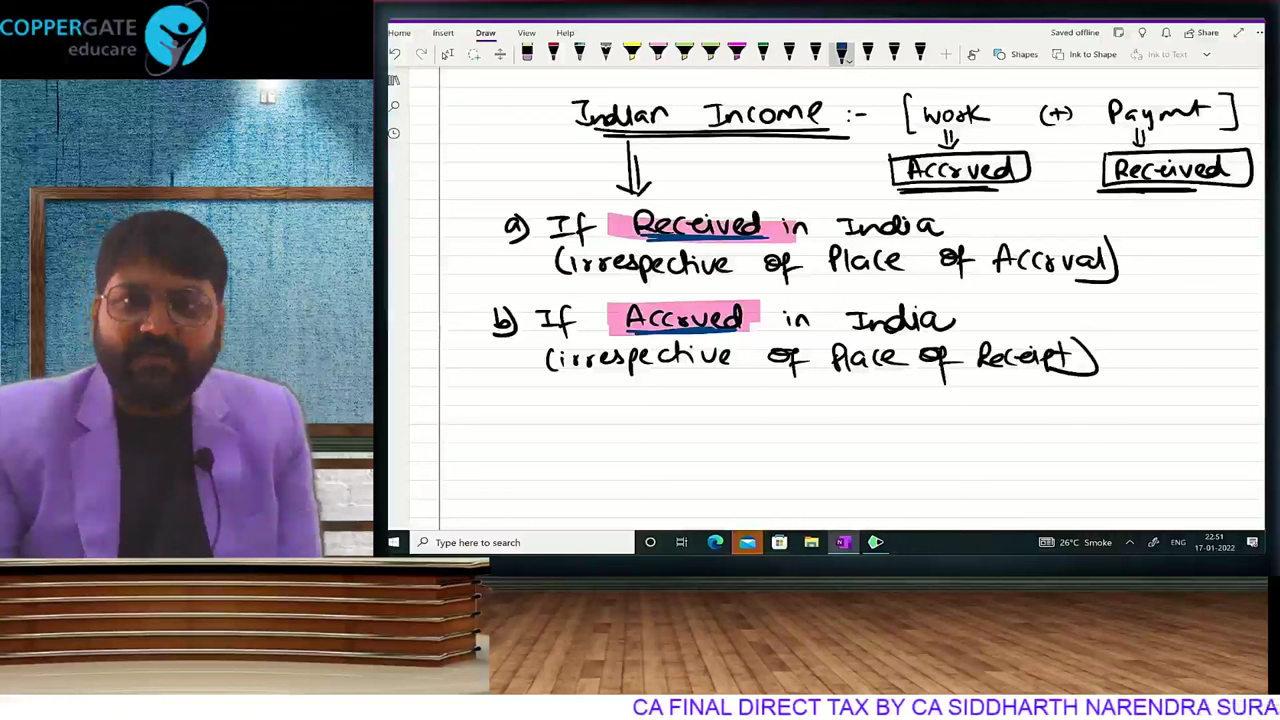 COPPERGATE
educare
Home Insert Draw View Help
Saved offline Share
Shapes Ink to Shape Ink to Text
Indian Income :- [Work (+) Paymt]
Accrued Received
a) If Received in India
(irrespective of Place of Accrual)
b) If Accrued in India
(irrespective of Place of Receipt)
Type here to search
26°C Smoke ENG 22:51
17-01-2022
CA FINAL DIRECT TAX BY CA SIDDHARTH NARENDRA SURA